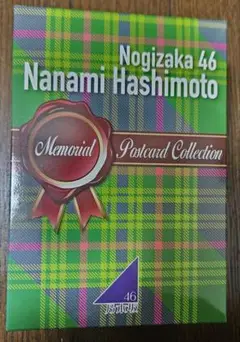 Nogizaka 46
Nanami Hashimoto
Memorial Postcard Collection
46